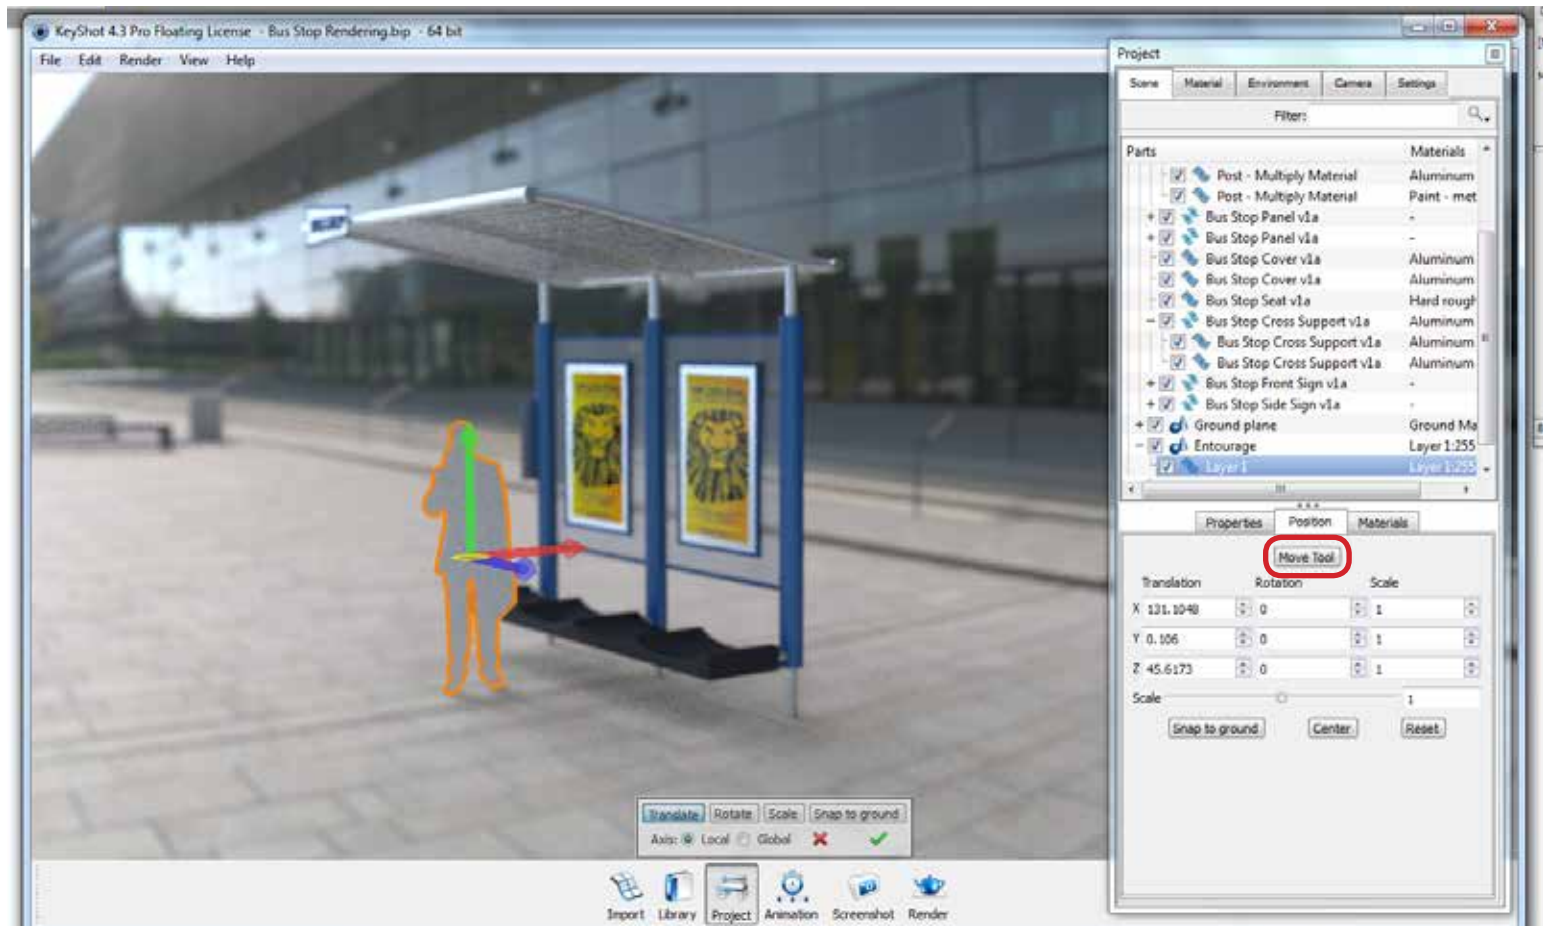 KeyShot 4.3 Pro Floating License - Bus Stop Rendering.bip - 64 bit
File Edit Render View Help
Project
Scene Material Environment Camera Settings
Filter:
Parts Materials
Post - Multiply Material Aluminum
Post - Multiply Material Paint - met
Bus Stop Panel v1a -
Bus Stop Panel v1a -
Bus Stop Cover v1a Aluminum
Bus Stop Cover v1a Aluminum
Bus Stop Seat v1a Hard rough
Bus Stop Cross Support v1a Aluminum
Bus Stop Cross Support v1a Aluminum
Bus Stop Cross Support v1a Aluminum
Bus Stop Front Sign v1a -
Bus Stop Side Sign v1a -
Ground plane Ground Ma
Entourage Layer 1:255
Layer 1 Layer 1:255
Properties Position Materials
Move Tool
Translation Rotation Scale
X 131.1048 0 1
Y 0.106 0 1
Z 45.6173 0 1
Scale 1
Snap to ground Center Reset
Translate Rotate Scale Snap to ground
Axis: Local Global
Import Library Project Animation Screenshot Render